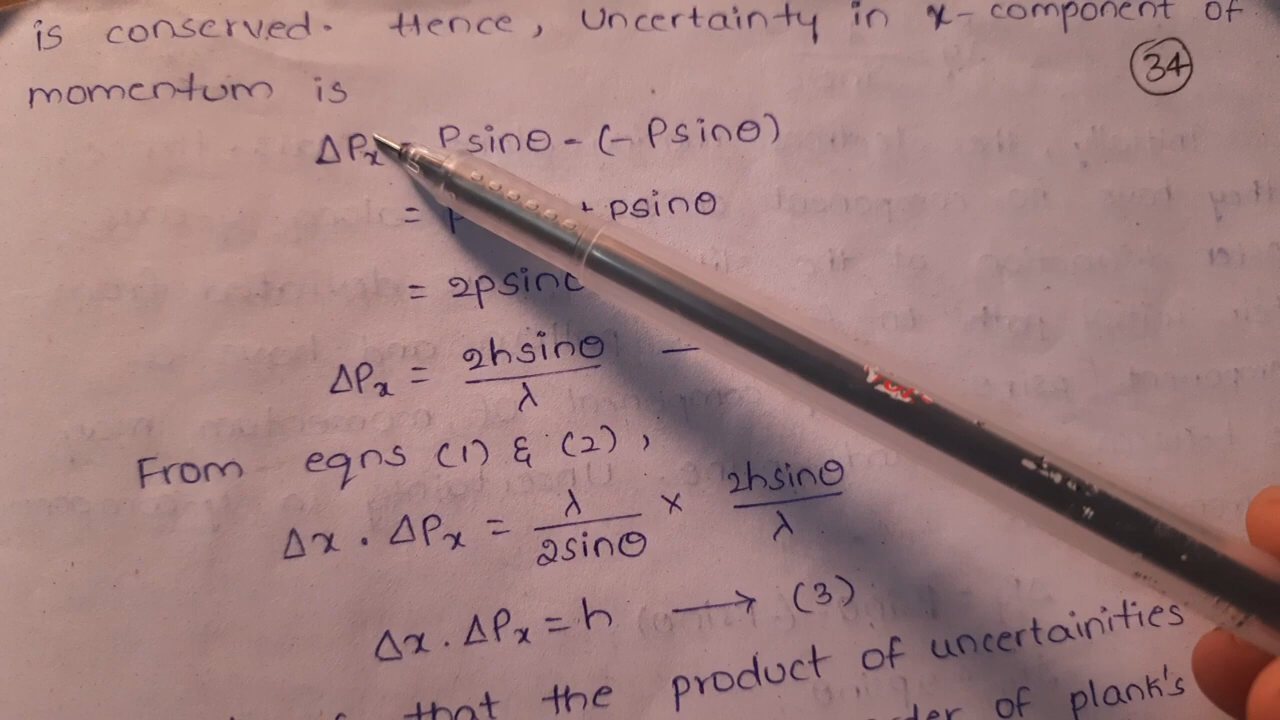 is conserved. Hence, Uncertainty in x-component of
34
momentum is
ΔPx = Psinθ - (-Psinθ)
= p + psinθ
= 2psinθ
ΔPx = 2hsinθ/λ —
From eqns (1) & (2),
Δx . ΔPx = λ/2sinθ x 2hsinθ/λ
Δx . ΔPx = h → (3)
that the product of uncertainities
of plank's